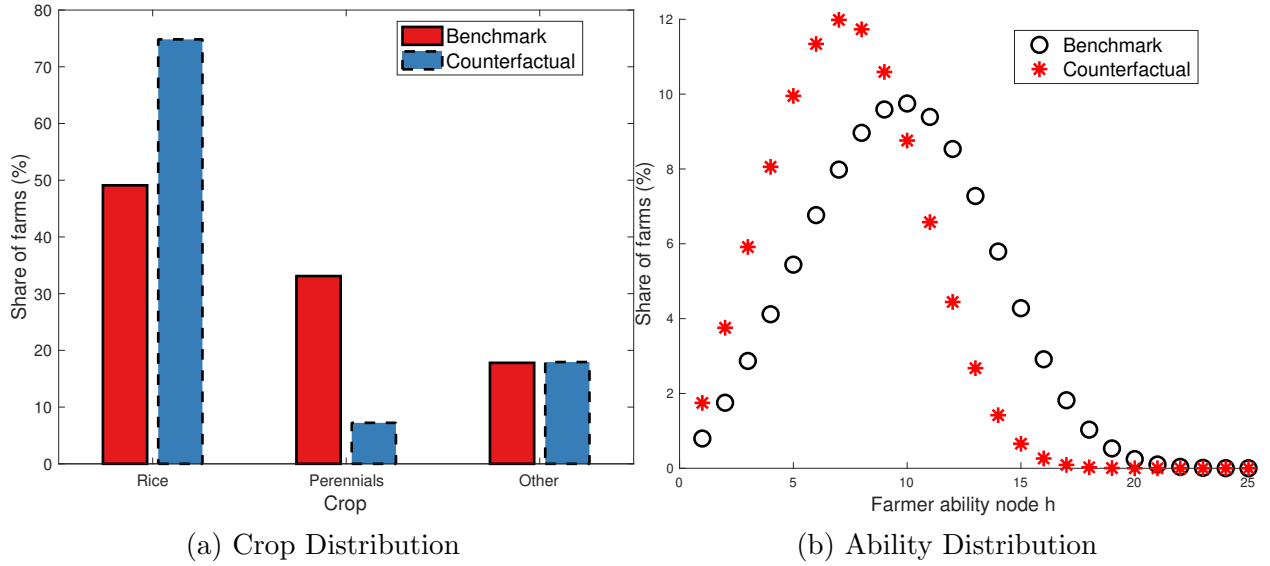 80
70
60
50
40
30
20
10
0
Share of farms (%)
Benchmark
Counterfactual
Rice
Perennials
Other
Crop
(a) Crop Distribution
12
10
8
6
4
2
0
Share of farms (%)
Benchmark
Counterfactual
0
5
10
15
20
25
Farmer ability node h
(b) Ability Distribution